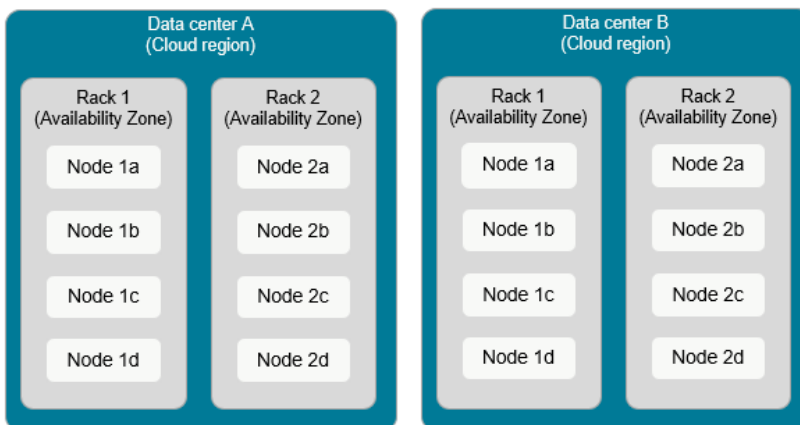 Data center A
(Cloud region)
Rack 1
(Availability Zone)
Node 1a
Node 1b
Node 1c
Node 1d
Rack 2
(Availability Zone)
Node 2a
Node 2b
Node 2c
Node 2d
Data center B
(Cloud region)
Rack 1
(Availability Zone)
Node 1a
Node 1b
Node 1c
Node 1d
Rack 2
(Availability Zone)
Node 2a
Node 2b
Node 2c
Node 2d